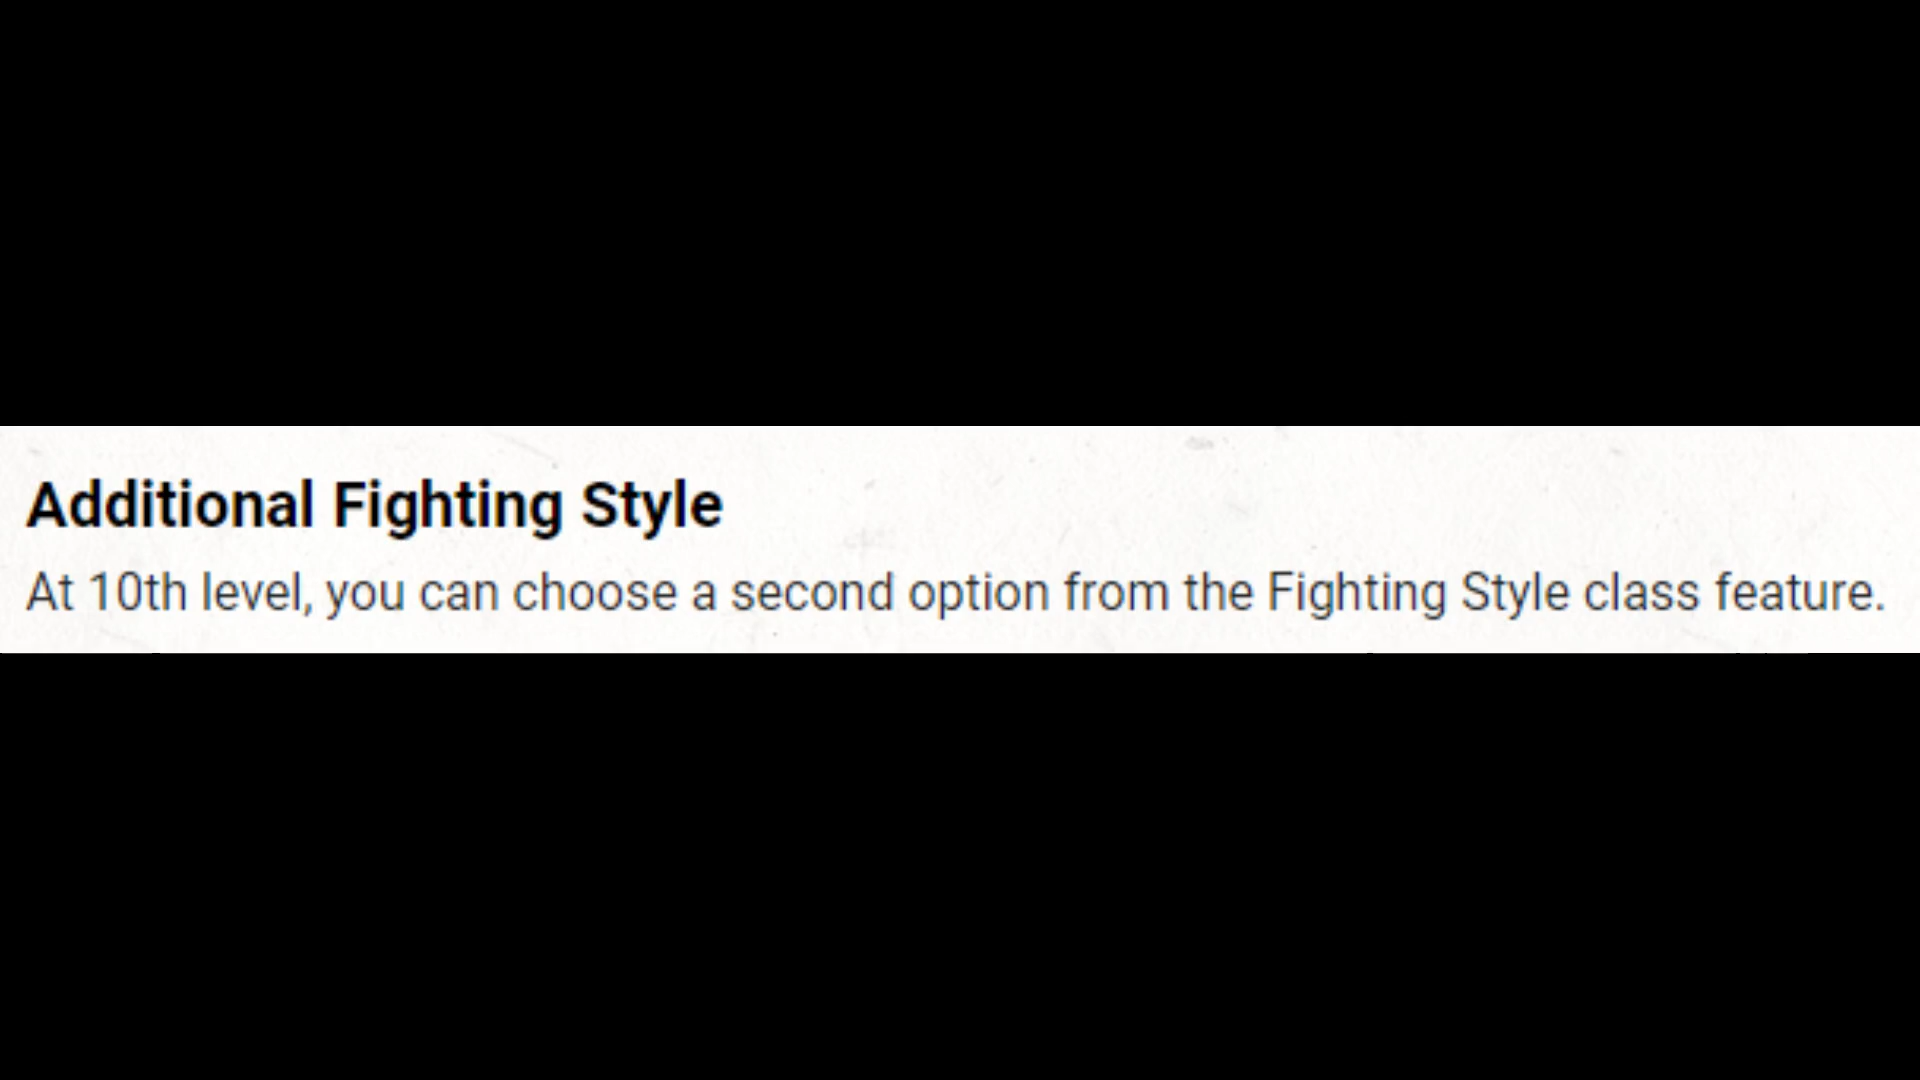 Additional Fighting Style
At 10th level, you can choose a second option from the Fighting Style class feature.